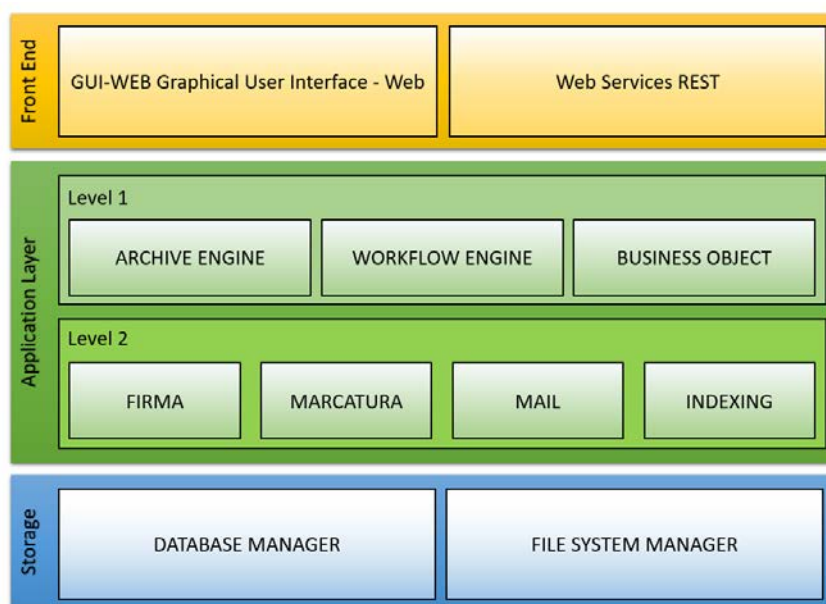 Front End
GUI-WEB Graphical User Interface - Web
Web Services REST
Application Layer
Level 1
ARCHIVE ENGINE
WORKFLOW ENGINE
BUSINESS OBJECT
Level 2
FIRMA
MARCATURA
MAIL
INDEXING
Storage
DATABASE MANAGER
FILE SYSTEM MANAGER